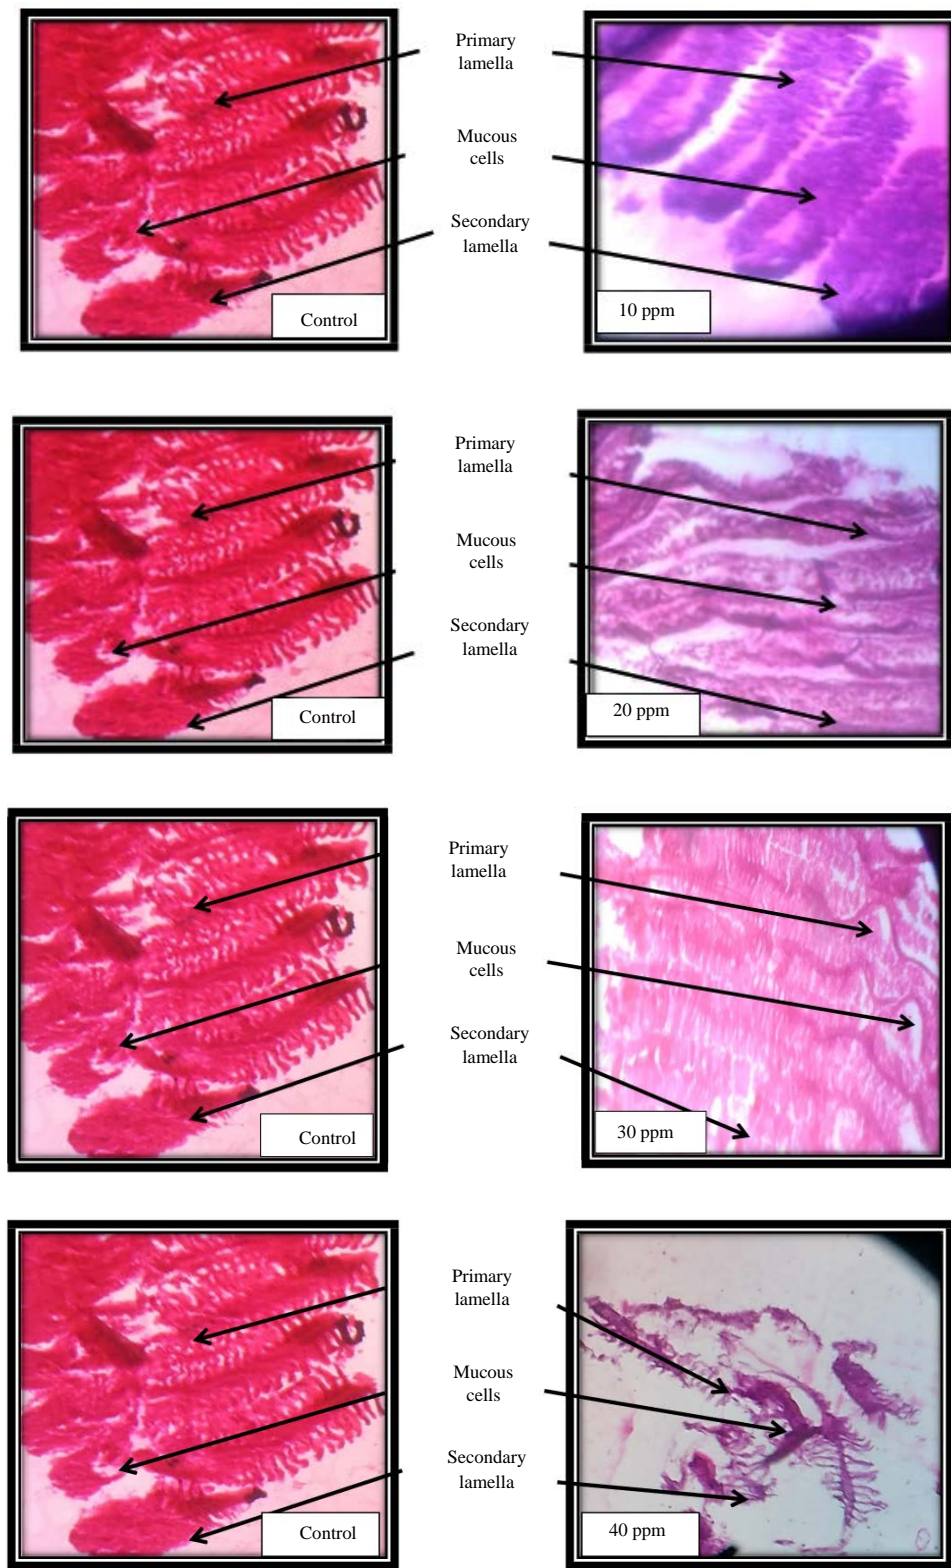 Primary
lamella
Mucous
cells
Secondary
lamella
Control
10 ppm
Primary
lamella
Mucous
cells
Secondary
lamella
Control
20 ppm
Primary
lamella
Mucous
cells
Secondary
lamella
Control
30 ppm
Primary
lamella
Mucous
cells
Secondary
lamella
Control
40 ppm